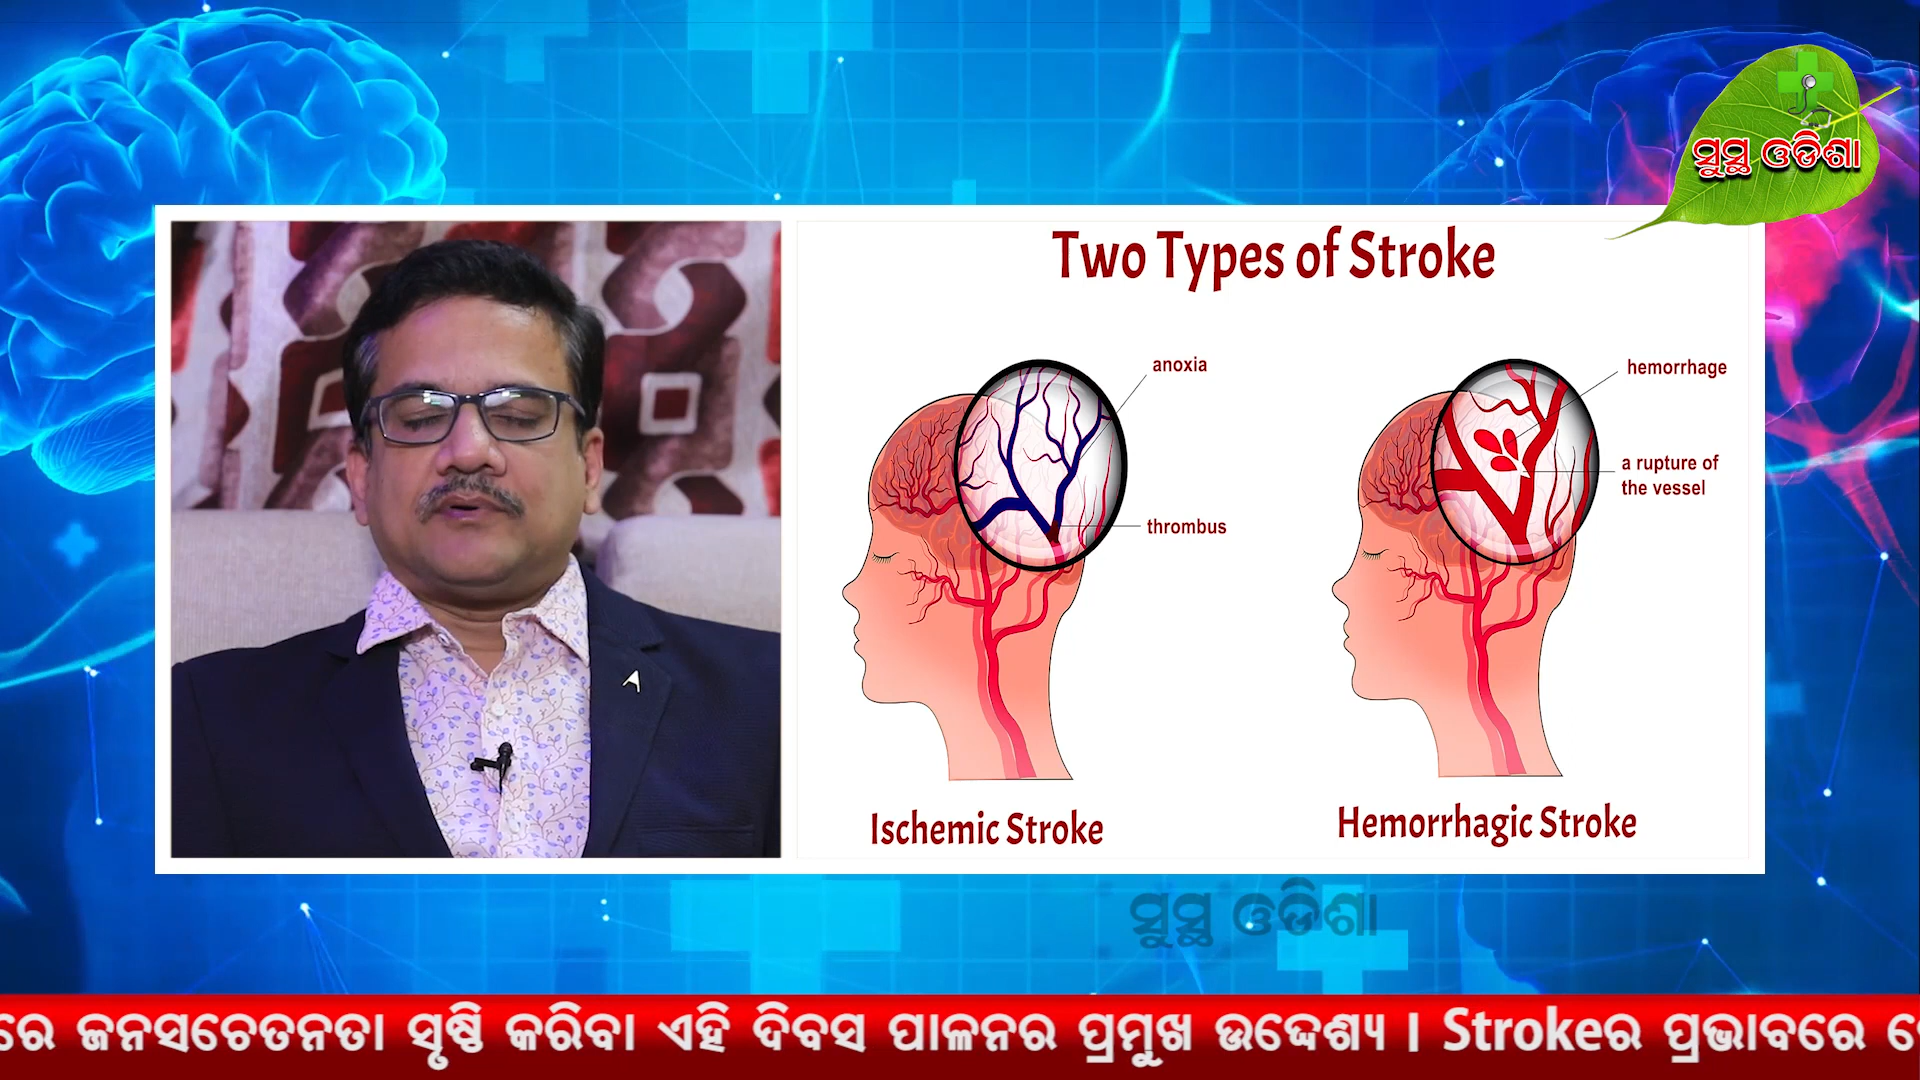 ସୁସ୍ଥ ଓଡିଶା
Two Types of Stroke
anoxia
thrombus
Ischemic Stroke
hemorrhage
a rupture of
the vessel
Hemorrhagic Stroke
ସୁସ୍ଥ ଓଡିଶା
ରେ ଜନସଚେତନତା ସୃଷ୍ଟି କରିବା ଏହି ଦିବସ ପାଳନର ପ୍ରମୁଖ ଉଦ୍ଦେଶ୍ୟ । Strokeର ପ୍ରଭାବରେ